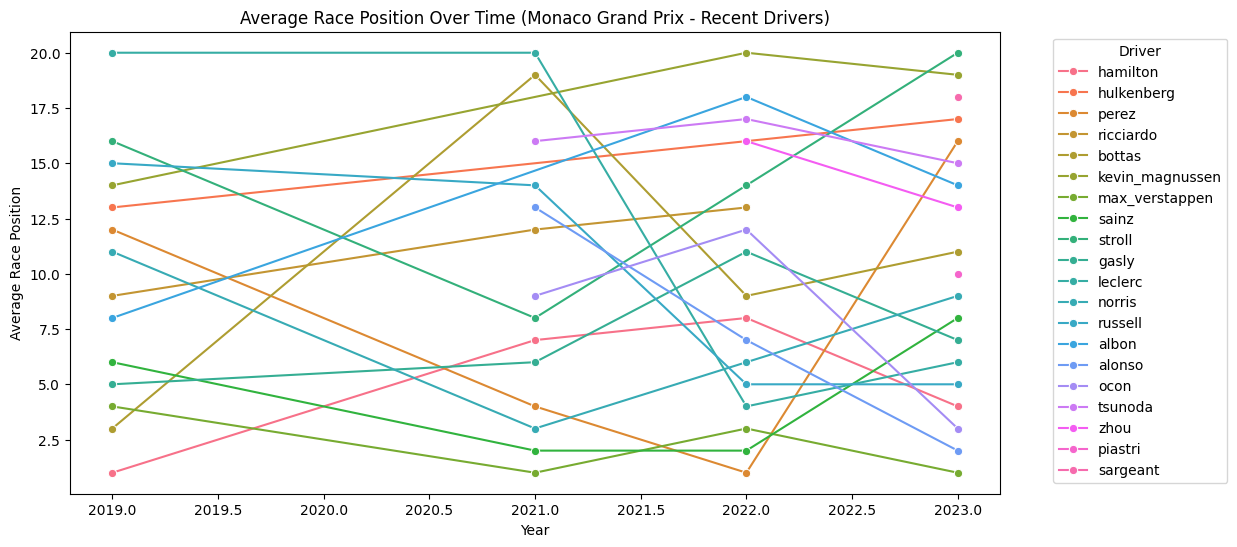 Average Race Position Over Time (Monaco Grand Prix - Recent Drivers)
Average Race Position
20.0
17.5
15.0
12.5
10.0
7.5
5.0
2.5
2019.0 2019.5 2020.0 2020.5 2021.0 2021.5 2022.0 2022.5 2023.0
Year
Driver
hamilton
hulkenberg
perez
ricciardo
bottas
kevin_magnussen
max_verstappen
sainz
stroll
gasly
leclerc
norris
russell
albon
alonso
ocon
tsunoda
zhou
piastri
sargeant